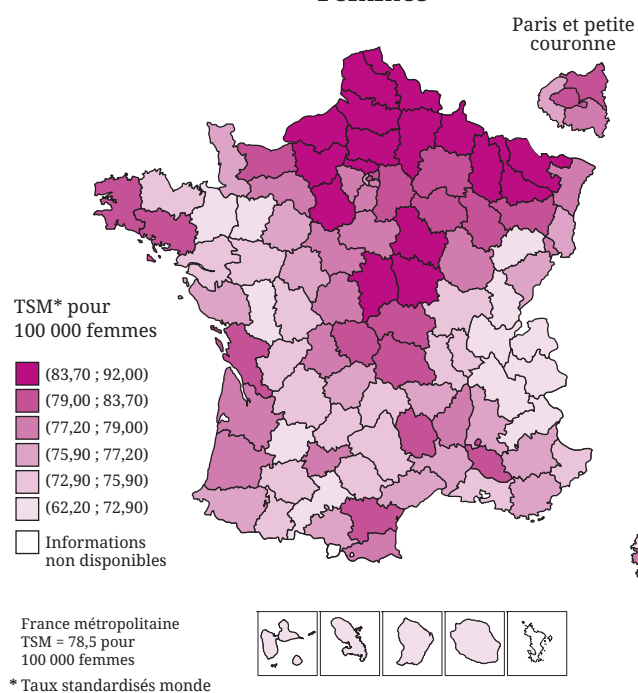 Femmes
Paris et petite
couronne
TSM* pour
100 000 femmes
(83,70 ; 92,00)
(79,00 ; 83,70)
(77,20 ; 79,00)
(75,90 ; 77,20)
(72,90 ; 75,90)
(62,20 ; 72,90)
Informations
non disponibles
France métropolitaine
TSM = 78,5 pour
100 000 femmes
* Taux standardisés monde